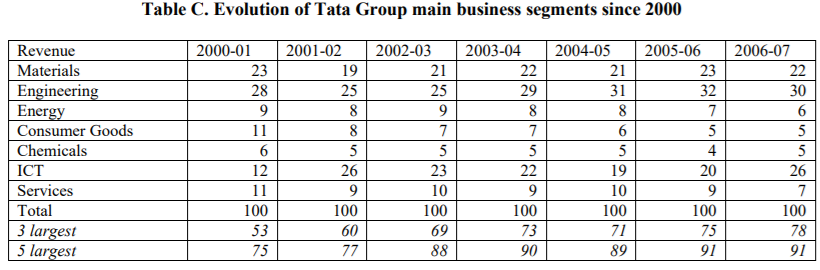 Table C. Evolution of Tata Group main business segments since 2000
Revenue 2000-01 2001-02 2002-03 2003-04 2004-05 2005-06 2006-07
Materials 23 19 21 22 21 23 22
Engineering 28 25 25 29 31 32 30
Energy 9 8 9 8 8 7 6
Consumer Goods 11 8 7 7 6 5 5
Chemicals 6 5 5 5 5 4 5
ICT 12 26 23 22 19 20 26
Services 11 9 10 9 10 9 7
Total 100 100 100 100 100 100 100
3 largest 53 60 69 73 71 75 78
5 largest 75 77 88 90 89 91 91